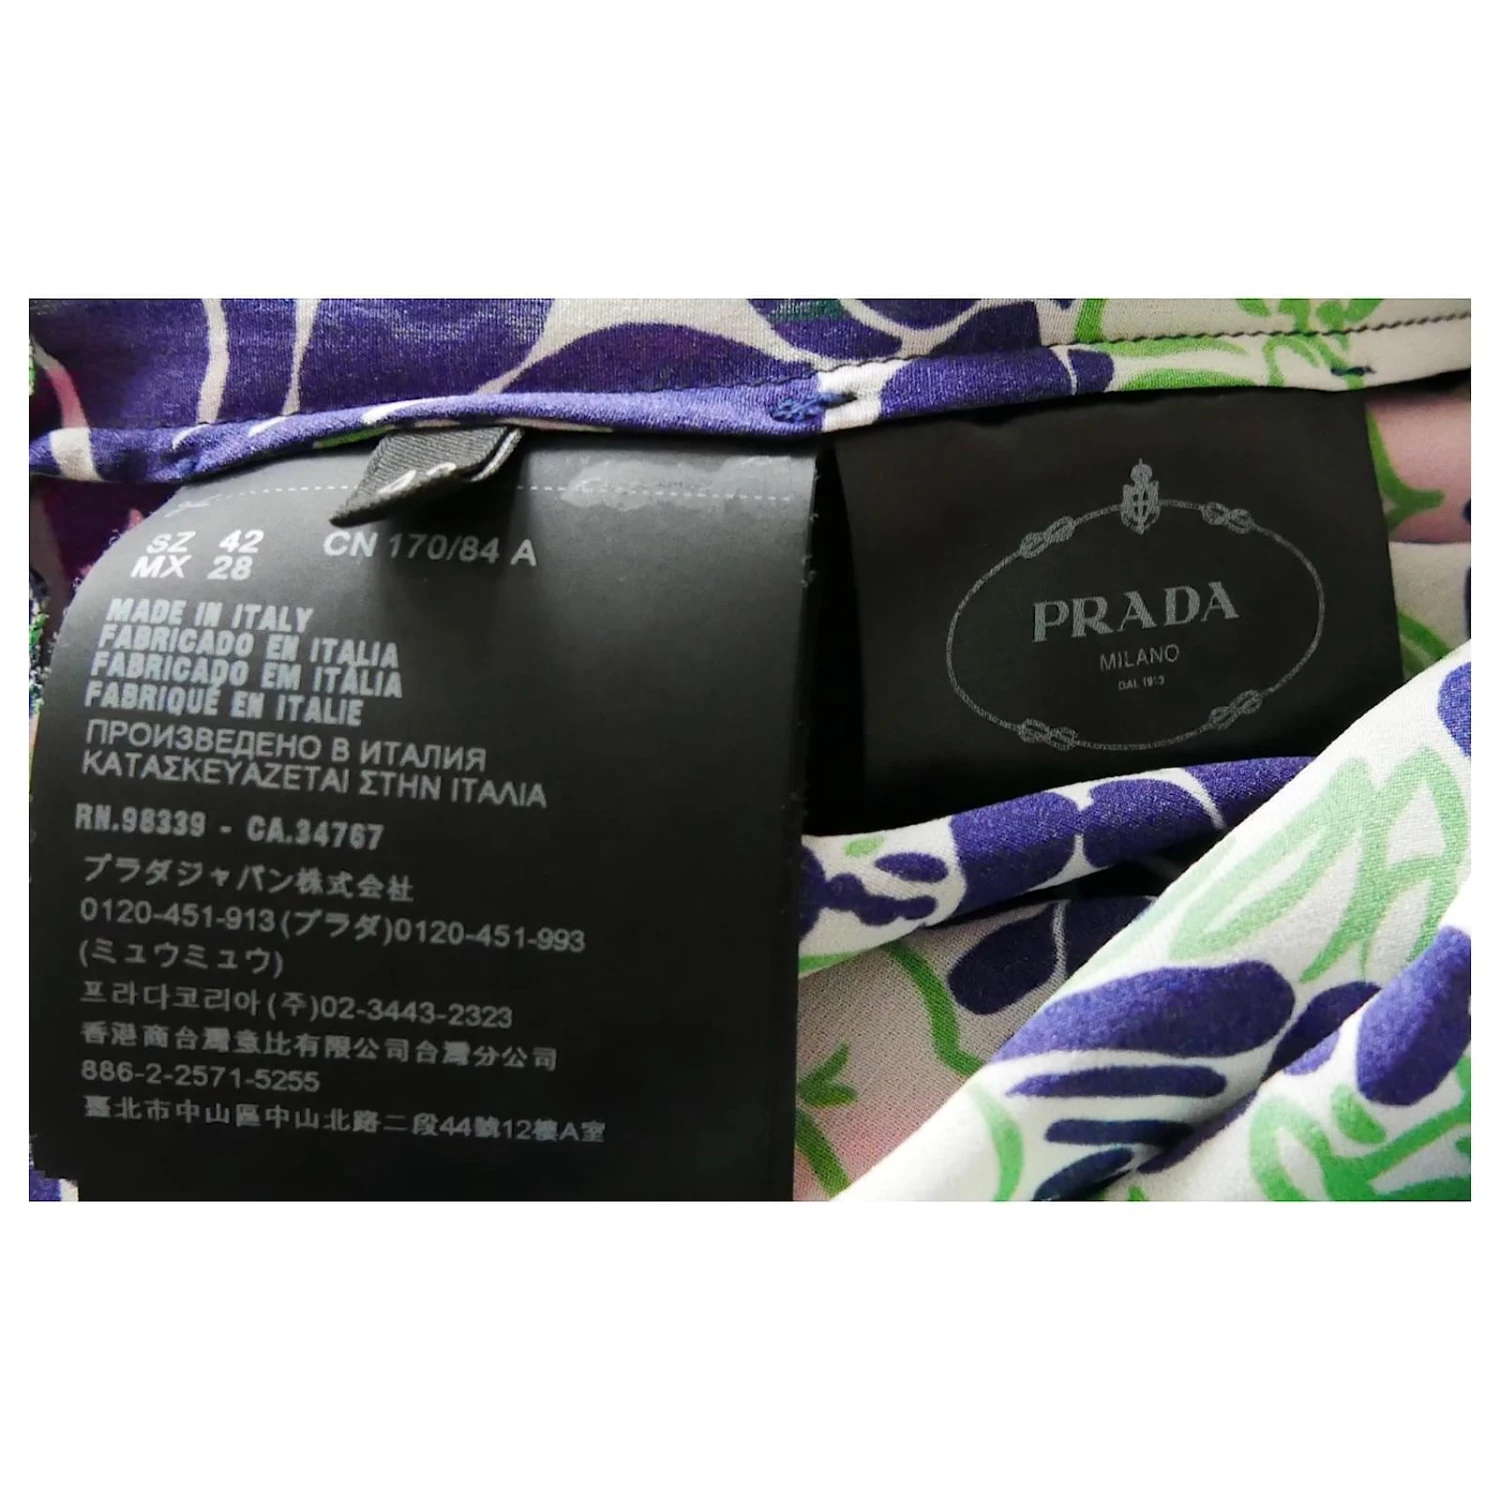 SZ 42 CN 170/84 A
MX 28
MADE IN ITALY
FABRICADO EN ITALIA
FABRICADO EM ITÁLIA
FABRIQUÉ EN ITALIE
ПРОИЗВЕДЕНО В ИТАЛИЯ
ΚΑΤΑΣΚΕΥΑΖΕΤΑΙ ΣΤΗΝ ΙΤΑΛΙΑ
RN.98339 - CA.34767
プラダジャパン株式会社
0120-451-913(プラダ)0120-451-993
(ミュウミュウ)
프라다코리아(주)02-3443-2323
香港商台灣意比有限公司台灣分公司
886-2-2571-5255
臺北市中山區中山北路二段44號12樓A室
PRADA
MILANO
DAL 1913